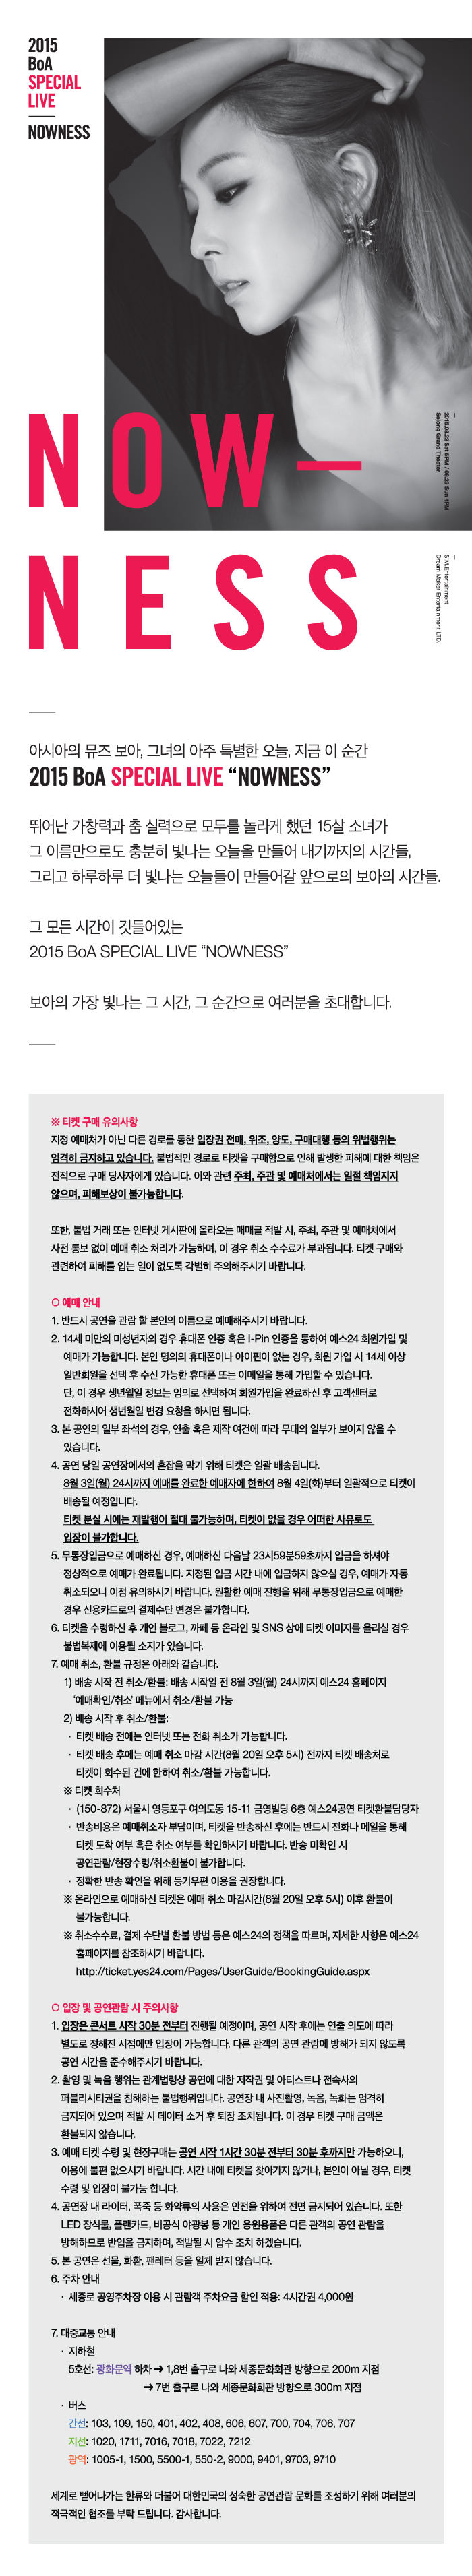 2015
BoA
SPECIAL
LIVE
NOWNESS
2015.08.22 Sat 6PM / 08.23 Sun 4PM
Sejong Grand Theater
NOW—
S.M.Entertainment
Dream Maker Entertainment LTD.
NESS
아시아의 뮤즈 보아, 그녀의 아주 특별한 오늘, 지금 이 순간
2015 BoA SPECIAL LIVE “NOWNESS”
뛰어난 가창력과 춤 실력으로 모두를 놀라게 했던 15살 소녀가
그 이름만으로도 충분히 빛나는 오늘을 만들어 내기까지의 시간들,
그리고 하루하루 더 빛나는 오늘들이 만들어갈 앞으로의 보아의 시간들.
그 모든 시간이 깃들어있는
2015 BoA SPECIAL LIVE “NOWNESS”
보아의 가장 빛나는 그 시간, 그 순간으로 여러분을 초대합니다.
※ 티켓 구매 유의사항
지정 예매처가 아닌 다른 경로를 통한 입장권 전매, 위조, 양도, 구매대행 등의 위법행위는
엄격히 금지하고 있습니다. 불법적인 경로로 티켓을 구매함으로 인해 발생한 피해에 대한 책임은
전적으로 구매 당사자에게 있습니다. 이와 관련 주최, 주관 및 예매처에서는 일절 책임지지
않으며, 피해보상이 불가능합니다.
또한, 불법 거래 또는 인터넷 게시판에 올라오는 매매글 적발 시, 주최, 주관 및 예매처에서
사전 통보 없이 예매 취소 처리가 가능하며, 이 경우 취소 수수료가 부과됩니다. 티켓 구매와
관련하여 피해를 입는 일이 없도록 각별히 주의해주시기 바랍니다.
○ 예매 안내
1. 반드시 공연을 관람 할 본인의 이름으로 예매해주시기 바랍니다.
2. 14세 미만의 미성년자의 경우 휴대폰 인증 혹은 I-Pin 인증을 통하여 예스24 회원가입 및
예매가 가능합니다. 본인 명의의 휴대폰이나 아이핀이 없는 경우, 회원 가입 시 14세 이상
일반회원을 선택 후 수신 가능한 휴대폰 또는 이메일을 통해 가입할 수 있습니다.
단, 이 경우 생년월일 정보는 임의로 선택하여 회원가입을 완료하신 후 고객센터로
전화하시어 생년월일 변경 요청을 하시면 됩니다.
3. 본 공연의 일부 좌석의 경우, 연출 혹은 제작 여건에 따라 무대의 일부가 보이지 않을 수
있습니다.
4. 공연 당일 공연장에서의 혼잡을 막기 위해 티켓은 일괄 배송됩니다.
8월 3일(월) 24시까지 예매를 완료한 예매자에 한하여 8월 4일(화)부터 일괄적으로 티켓이
배송될 예정입니다.
티켓 분실 시에는 재발행이 절대 불가능하며, 티켓이 없을 경우 어떠한 사유로도
입장이 불가합니다.
5. 무통장입금으로 예매하신 경우, 예매하신 다음날 23시59분59초까지 입금을 하셔야
정상적으로 예매가 완료됩니다. 지정된 입금 시간 내에 입금하지 않으실 경우, 예매가 자동
취소되오니 이점 유의하시기 바랍니다. 원활한 예매 진행을 위해 무통장입금으로 예매한
경우 신용카드로의 결제수단 변경은 불가합니다.
6. 티켓을 수령하신 후 개인 블로그, 까페 등 온라인 및 SNS 상에 티켓 이미지를 올리실 경우
불법복제에 이용될 소지가 있습니다.
7. 예매 취소, 환불 규정은 아래와 같습니다.
1) 배송 시작 전 취소/환불: 배송 시작일 전 8월 3일(월) 24시까지 예스24 홈페이지
‘예매확인/취소’ 메뉴에서 취소/환불 가능
2) 배송 시작 후 취소/환불:
· 티켓 배송 전에는 인터넷 또는 전화 취소가 가능합니다.
· 티켓 배송 후에는 예매 취소 마감 시간(8월 20일 오후 5시) 전까지 티켓 배송처로
티켓이 회수된 건에 한하여 취소/환불 가능합니다.
※ 티켓 회수처
· (150-872) 서울시 영등포구 여의도동 15-11 금영빌딩 6층 예스24공연 티켓환불담당자
· 반송비용은 예매취소자 부담이며, 티켓을 반송하신 후에는 반드시 전화나 메일을 통해
티켓 도착 여부 혹은 취소 여부를 확인하시기 바랍니다. 반송 미확인 시
공연관람/현장수령/취소환불이 불가합니다.
· 정확한 반송 확인을 위해 등기우편 이용을 권장합니다.
※ 온라인으로 예매하신 티켓은 예매 취소 마감시간(8월 20일 오후 5시) 이후 환불이
불가능합니다.
※ 취소수수료, 결제 수단별 환불 방법 등은 예스24의 정책을 따르며, 자세한 사항은 예스24
홈페이지를 참조하시기 바랍니다.
http://ticket.yes24.com/Pages/UserGuide/BookingGuide.aspx
○ 입장 및 공연관람 시 주의사항
1. 입장은 콘서트 시작 30분 전부터 진행될 예정이며, 공연 시작 후에는 연출 의도에 따라
별도로 정해진 시점에만 입장이 가능합니다. 다른 관객의 공연 관람에 방해가 되지 않도록
공연 시간을 준수해주시기 바랍니다.
2. 촬영 및 녹음 행위는 관계법령상 공연에 대한 저작권 및 아티스트나 전속사의
퍼블리시티권을 침해하는 불법행위입니다. 공연장 내 사진촬영, 녹음, 녹화는 엄격히
금지되어 있으며 적발 시 데이터 소거 후 퇴장 조치됩니다. 이 경우 티켓 구매 금액은
환불되지 않습니다.
3. 예매 티켓 수령 및 현장구매는 공연 시작 1시간 30분 전부터 30분 후까지만 가능하오니,
이용에 불편 없으시기 바랍니다. 시간 내에 티켓을 찾아가지 않거나, 본인이 아닐 경우, 티켓
수령 및 입장이 불가능 합니다.
4. 공연장 내 라이터, 폭죽 등 화약류의 사용은 안전을 위하여 전면 금지되어 있습니다. 또한
LED 장식물, 플랜카드, 비공식 야광봉 등 개인 응원용품은 다른 관객의 공연 관람을
방해하므로 반입을 금지하며, 적발될 시 압수 조치 하겠습니다.
5. 본 공연은 선물, 화환, 팬레터 등을 일체 받지 않습니다.
6. 주차 안내
· 세종로 공영주차장 이용 시 관람객 주차요금 할인 적용: 4시간권 4,000원
7. 대중교통 안내
· 지하철
5호선: 광화문역 하차 ➔ 1,8번 출구로 나와 세종문화회관 방향으로 200m 지점
➔ 7번 출구로 나와 세종문화회관 방향으로 300m 지점
· 버스
간선: 103, 109, 150, 401, 402, 408, 606, 607, 700, 704, 706, 707
지선: 1020, 1711, 7016, 7018, 7022, 7212
광역: 1005-1, 1500, 5500-1, 550-2, 9000, 9401, 9703, 9710
세계로 뻗어나가는 한류와 더불어 대한민국의 성숙한 공연관람 문화를 조성하기 위해 여러분의
적극적인 협조를 부탁 드립니다. 감사합니다.